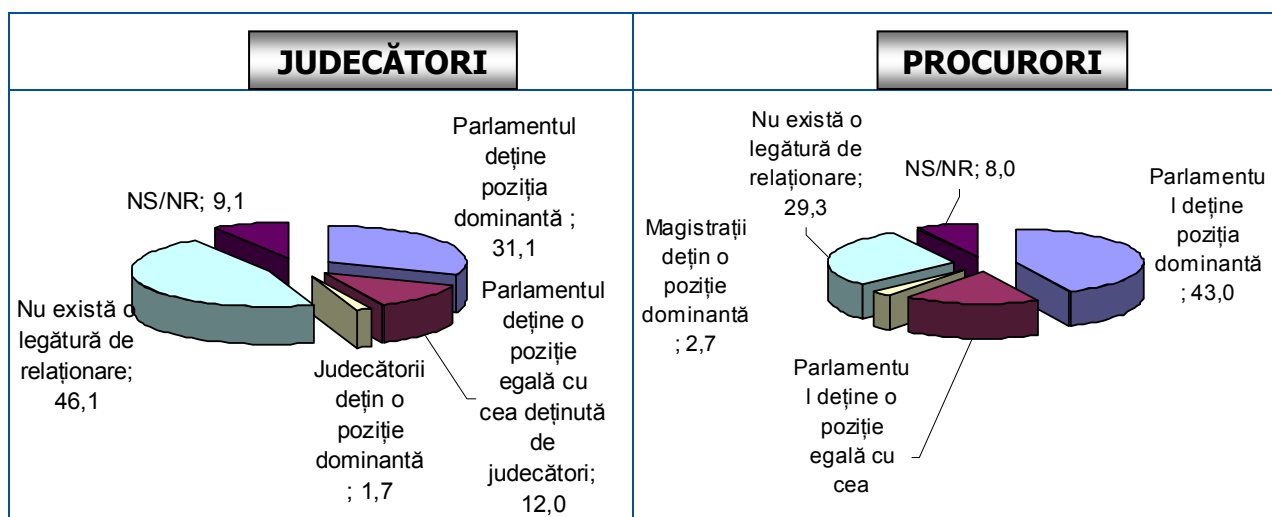 JUDECĂTORI
Parlamentul
deține
poziția
dominantă ;
31,1
NS/NR; 9,1
Parlamentul
deține o
poziție
egală cu
cea deținută
de
judecători;
12,0
Judecătorii
dețin o
poziție
dominantă
; 1,7
Nu există o
legătură de
relaționare;
46,1
PROCURORI
Nu există o
legătură de
relaționare;
29,3
NS/NR; 8,0
Parlamentu
l deține
poziția
dominantă
; 43,0
Magistrații
dețin o
poziție
dominantă
; 2,7
Parlamentu
l deține o
poziție
egală cu
cea